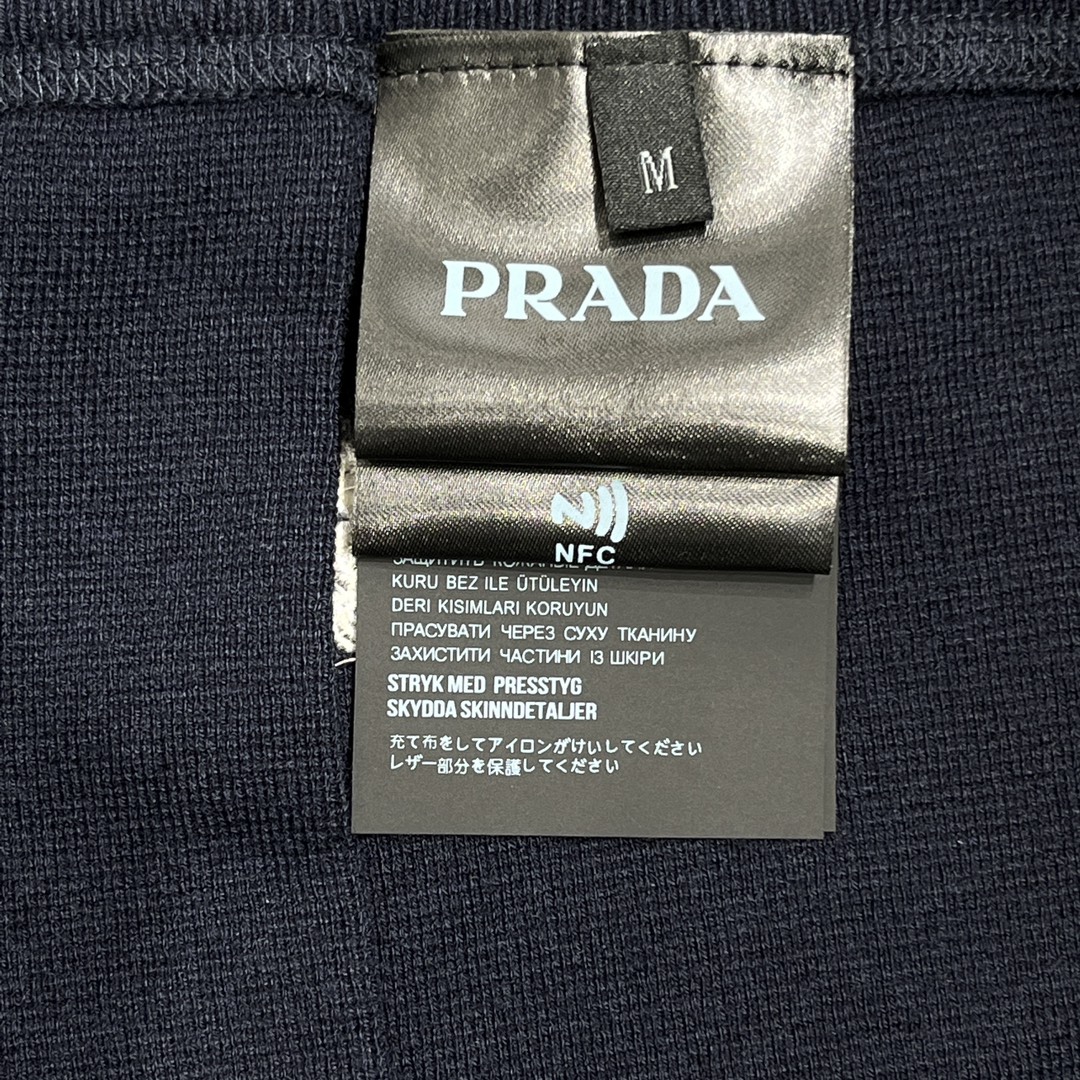 M
PRADA
NFC
ЗАЩИТИТЬ КОЖАНЫЕ
KURU BEZ ILE ÜTÜLEYIN
DERI KISIMLARI KORUYUN
ПРАСУВАТИ ЧЕРЕЗ СУХУ ТКАНИНУ
ЗАХИСТИТИ ЧАСТИНИ ІЗ ШКІРИ
STRYK MED PRESSTYG
SKYDDA SKINNDETALJER
充て布をしてアイロンがけいしてください
レザー部分を保護してください